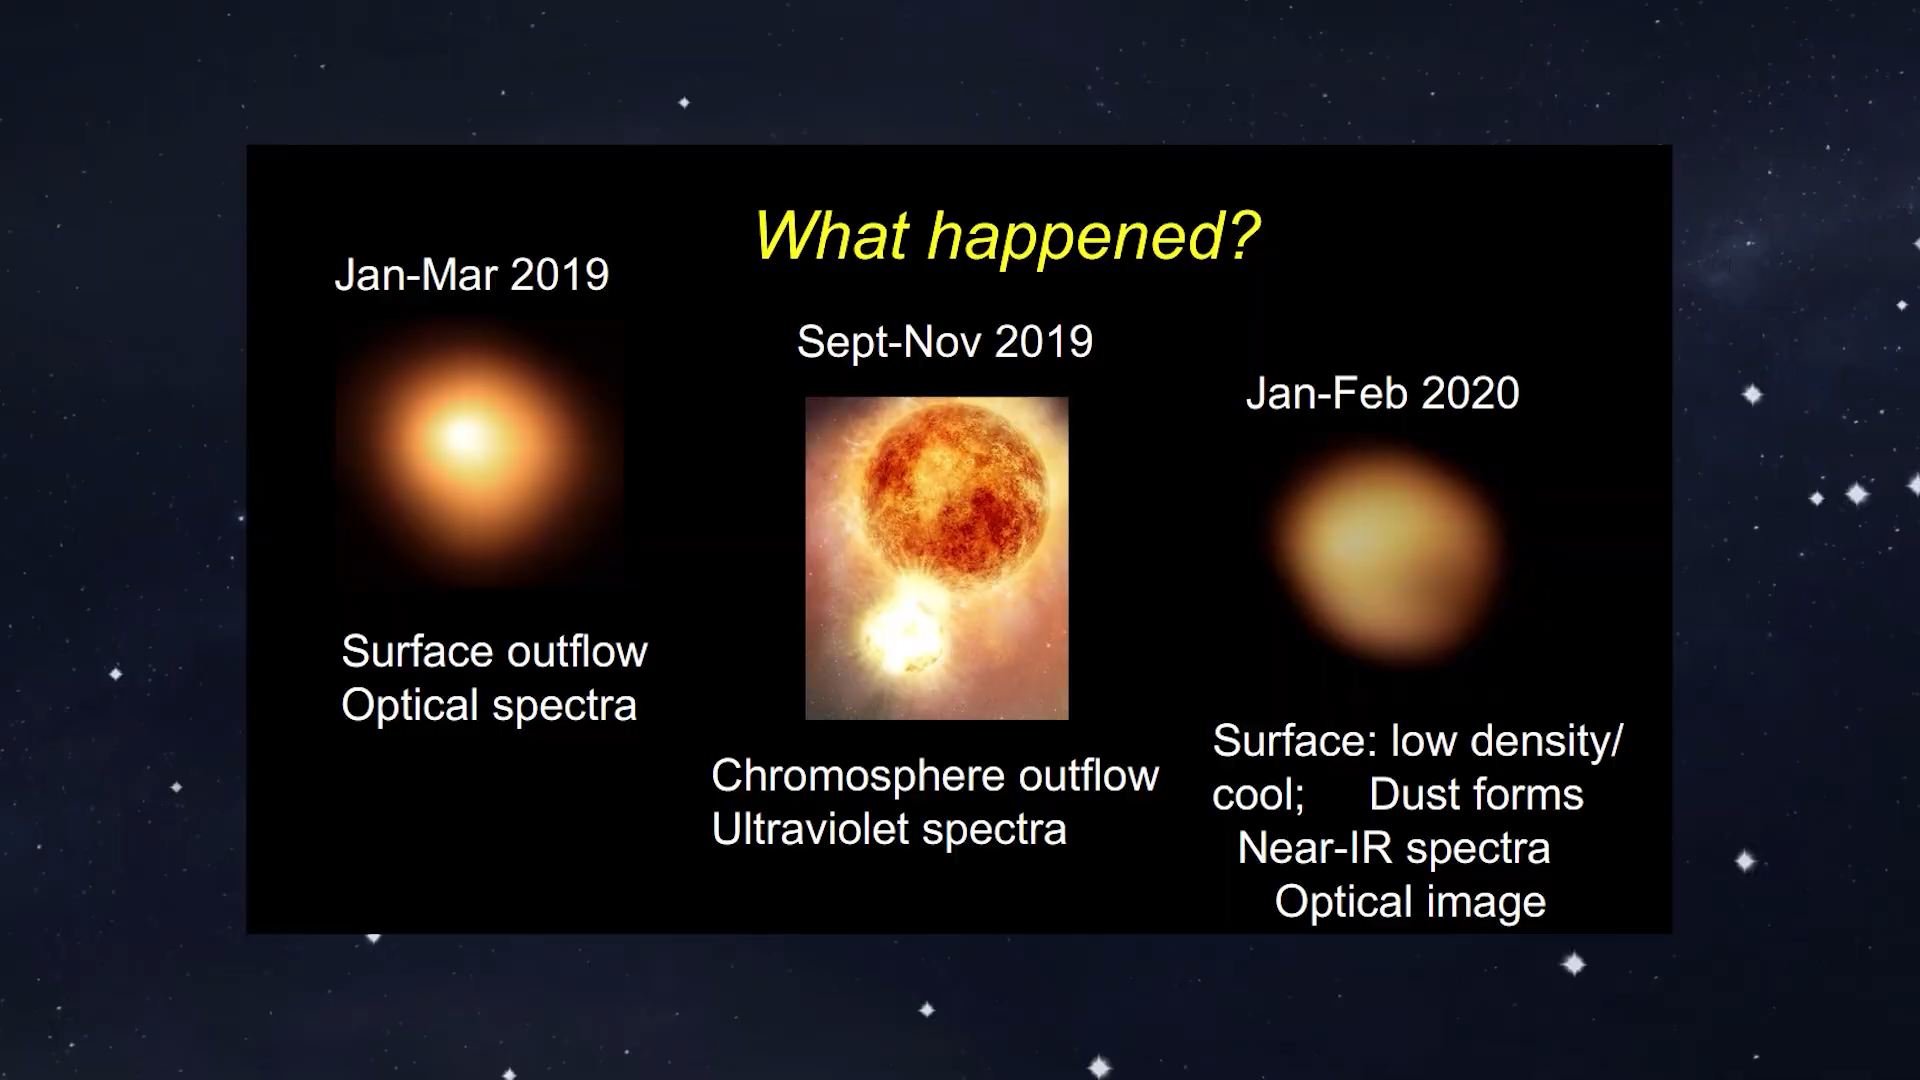 What happened?
Jan-Mar 2019
Surface outflow
Optical spectra
Sept-Nov 2019
Chromosphere outflow
Ultraviolet spectra
Jan-Feb 2020
Surface: low density/
cool; Dust forms
Near-IR spectra
Optical image